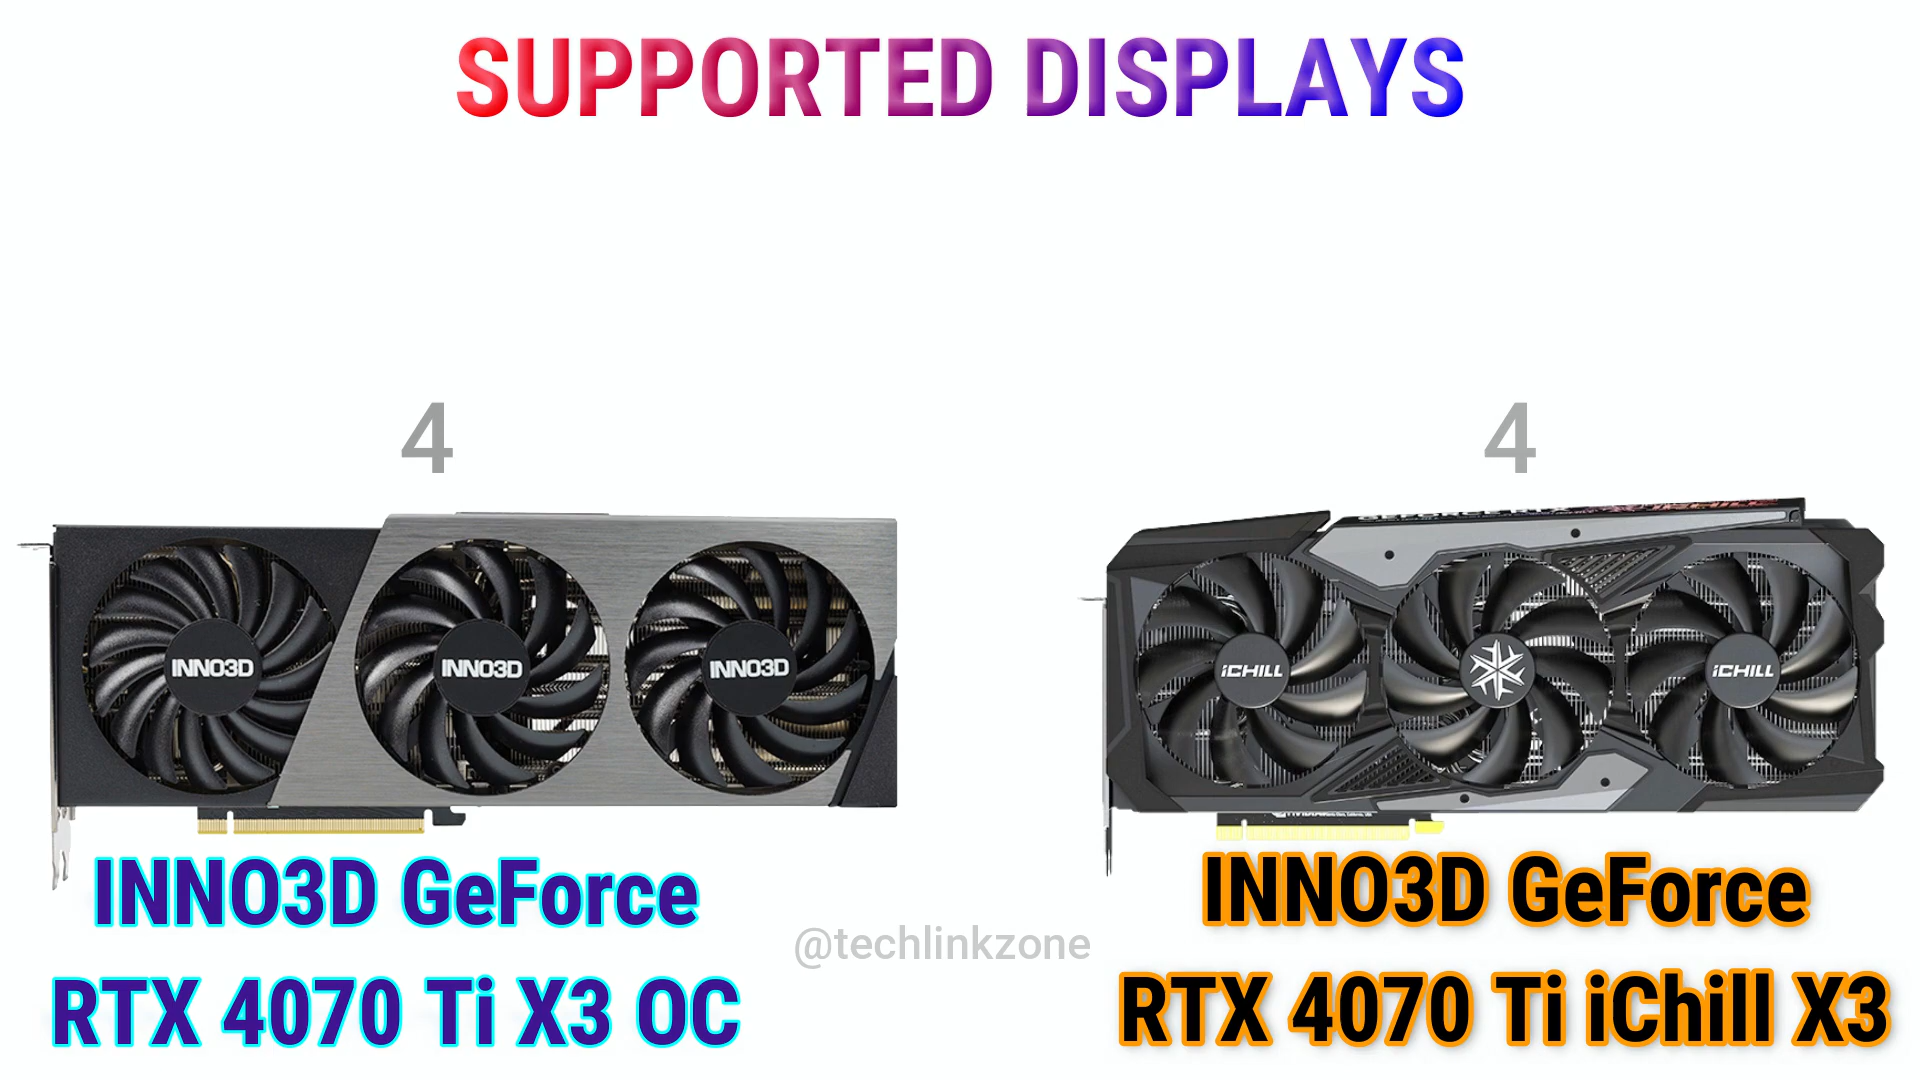 SUPPORTED DISPLAYS
4
4
INNO3D
INNO3D
INNO3D
iCHILL
iCHILL
INNO3D GeForce
RTX 4070 Ti X3 OC
@techlinkzone
INNO3D GeForce
RTX 4070 Ti iChill X3